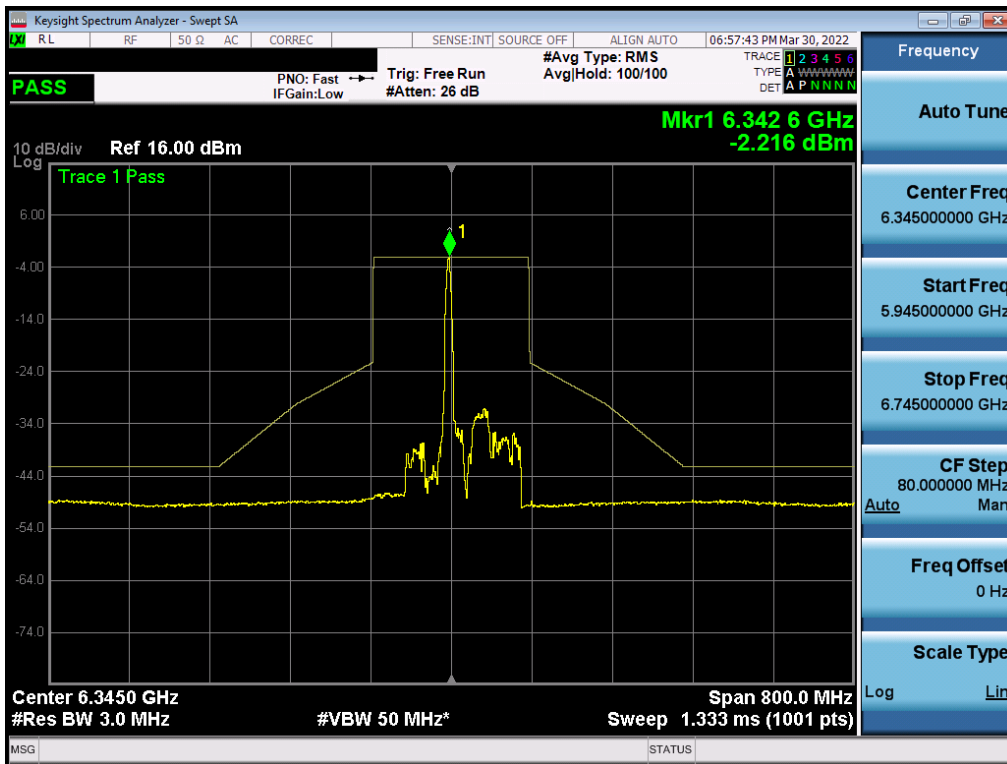 Keysight Spectrum Analyzer - Swept SA
LXI RL RF 50 Ω AC CORREC SENSE:INT SOURCE OFF ALIGN AUTO 06:57:43 PM Mar 30, 2022
PASS
PNO: Fast
IFGain:Low
Trig: Free Run
#Atten: 26 dB
#Avg Type: RMS
Avg|Hold: 100/100
TRACE 1 2 3 4 5 6
TYPE A WWWWW
DET A P N N N N
Mkr1 6.342 6 GHz
-2.216 dBm
10 dB/div Ref 16.00 dBm
Log
Trace 1 Pass
1
6.00
-4.00
-14.0
-24.0
-34.0
-44.0
-54.0
-64.0
-74.0
Center 6.3450 GHz Span 800.0 MHz
#Res BW 3.0 MHz #VBW 50 MHz* Sweep 1.333 ms (1001 pts)
MSG STATUS
Frequency
Auto Tune
Center Freq
6.345000000 GHz
Start Freq
5.945000000 GHz
Stop Freq
6.745000000 GHz
CF Step
80.000000 MHz
Auto Man
Freq Offset
0 Hz
Scale Type
Log Lin